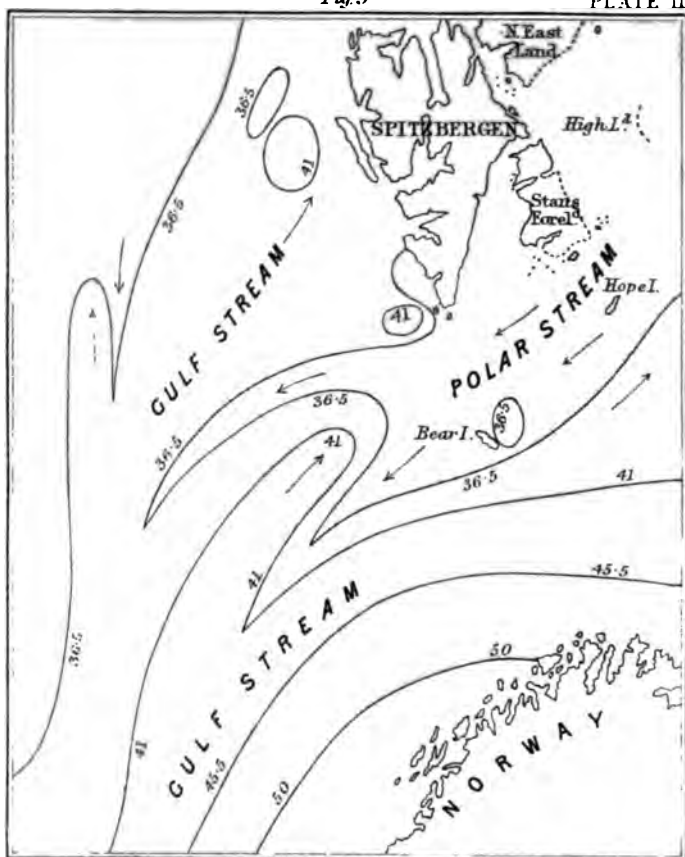 Fig.
PLATE II
N. East
Land
36·5
41
SPITZBERGEN
High I.d
36·5
Stans
Forel.d
GULF STREAM
Hope I.
41
POLAR STREAM
36·5
36·5
Bear I.
36·5
41
36·5
41
41
45·5
GULF STREAM
50
36·5
41
45·5
50
NORWAY